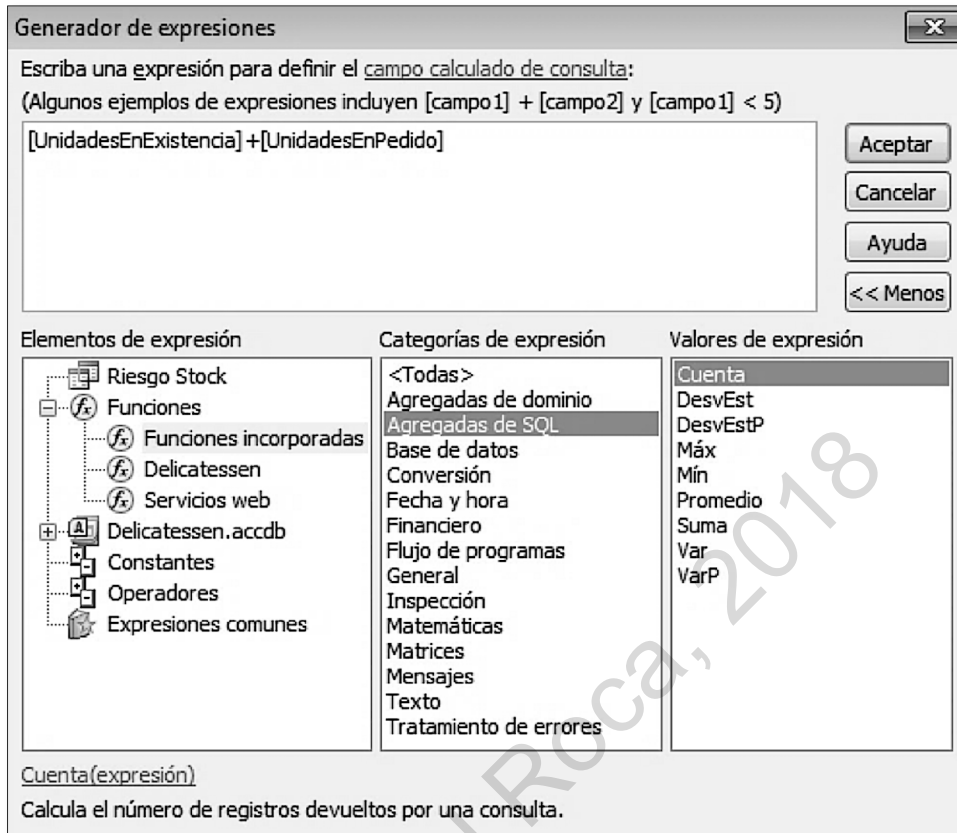 Generador de expresiones
Escriba una expresión para definir el campo calculado de consulta:
(Algunos ejemplos de expresiones incluyen [campo1] + [campo2] y [campo1] < 5)
[UnidadesEnExistencia]+[UnidadesEnPedido]
Aceptar
Cancelar
Ayuda
<< Menos
Elementos de expresión
Riesgo Stock
Funciones
Funciones incorporadas
Delicatessen
Servicios web
Delicatessen.accdb
Constantes
Operadores
Expresiones comunes
Categorías de expresión
<Todas>
Agregadas de dominio
Agregadas de SQL
Base de datos
Conversión
Fecha y hora
Financiero
Flujo de programas
General
Inspección
Matemáticas
Matrices
Mensajes
Texto
Tratamiento de errores
Valores de expresión
Cuenta
DesvEst
DesvEstP
Máx
Mín
Promedio
Suma
Var
VarP
Cuenta(expresión)
Calcula el número de registros devueltos por una consulta.
Roca, 2018